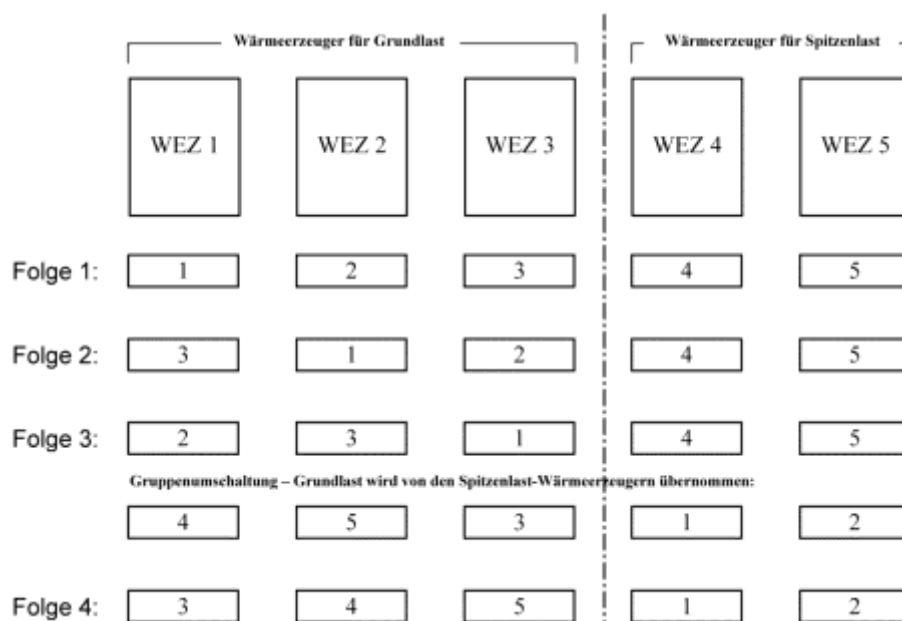 Wärmeerzeuger für Grundlast Wärmeerzeuger für Spitzenlast
WEZ 1 WEZ 2 WEZ 3 WEZ 4 WEZ 5
Folge 1: 1 2 3 4 5
Folge 2: 3 1 2 4 5
Folge 3: 2 3 1 4 5
Gruppenumschaltung – Grundlast wird von den Spitzenlast-Wärmeerzeugern übernommen:
4 5 3 1 2
Folge 4: 3 4 5 1 2